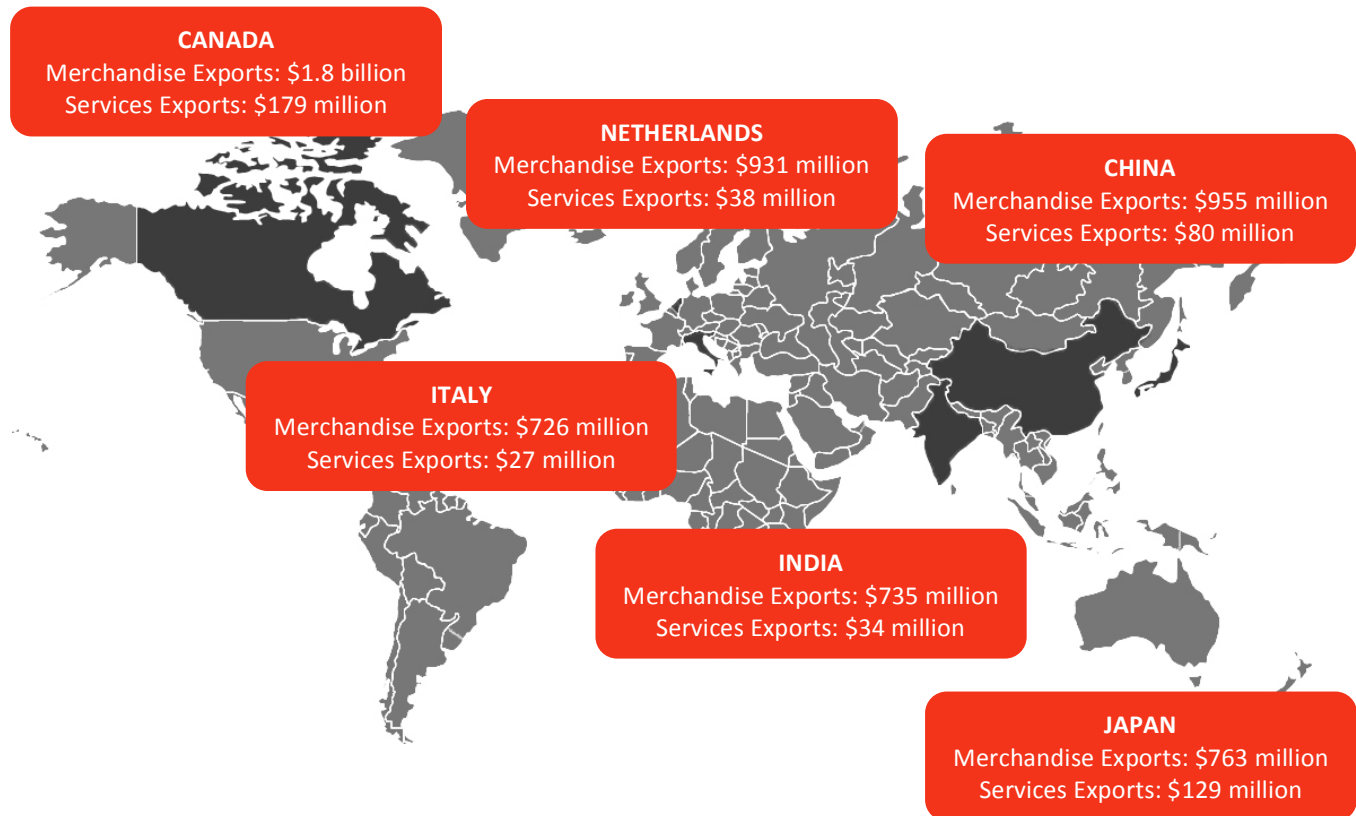 CANADA
Merchandise Exports: $1.8 billion
Services Exports: $179 million
NETHERLANDS
Merchandise Exports: $931 million
Services Exports: $38 million
CHINA
Merchandise Exports: $955 million
Services Exports: $80 million
ITALY
Merchandise Exports: $726 million
Services Exports: $27 million
INDIA
Merchandise Exports: $735 million
Services Exports: $34 million
JAPAN
Merchandise Exports: $763 million
Services Exports: $129 million